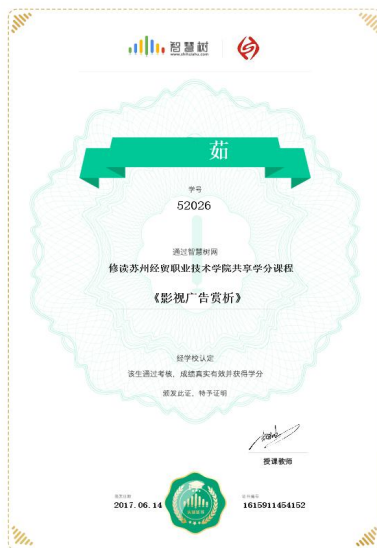 智慧树
www.zhihuishu.com
茹
学号
52026
通过智慧树网
修读苏州经贸职业技术学院共享学分课程
《影视广告赏析》
经学校认定
该生通过考核，成绩真实有效并获得学分
颁发此证，特予证明
授课教师
2017.06.14
1615911454152